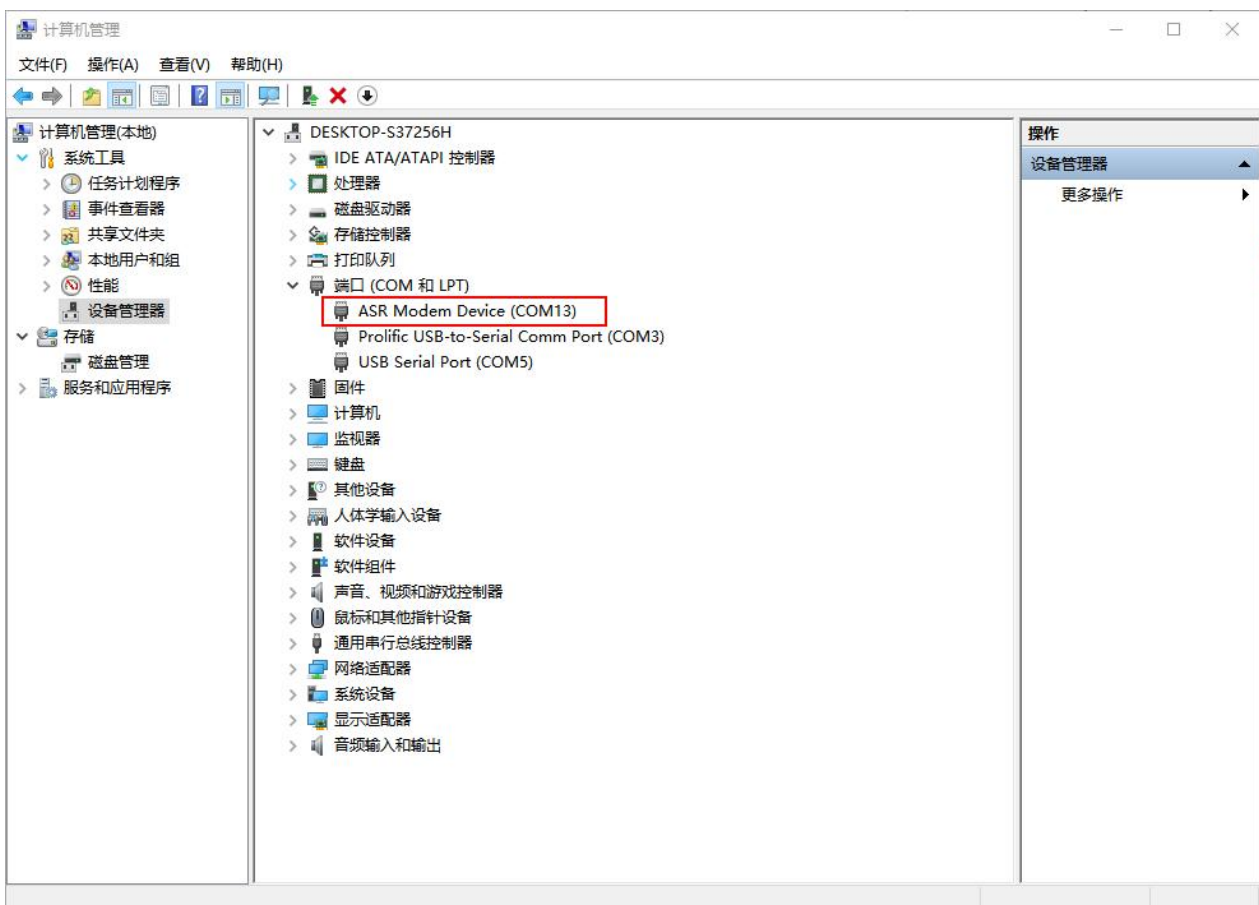 计算机管理
文件(F) 操作(A) 查看(V) 帮助(H)
计算机管理(本地)
系统工具
任务计划程序
事件查看器
共享文件夹
本地用户和组
性能
设备管理器
存储
磁盘管理
服务和应用程序
DESKTOP-S37256H
IDE ATA/ATAPI 控制器
处理器
磁盘驱动器
存储控制器
打印队列
端口 (COM 和 LPT)
ASR Modem Device (COM13)
Prolific USB-to-Serial Comm Port (COM3)
USB Serial Port (COM5)
固件
计算机
监视器
键盘
其他设备
人体学输入设备
软件设备
软件组件
声音、视频和游戏控制器
鼠标和其他指针设备
通用串行总线控制器
网络适配器
系统设备
显示适配器
音频输入和输出
操作
设备管理器
更多操作